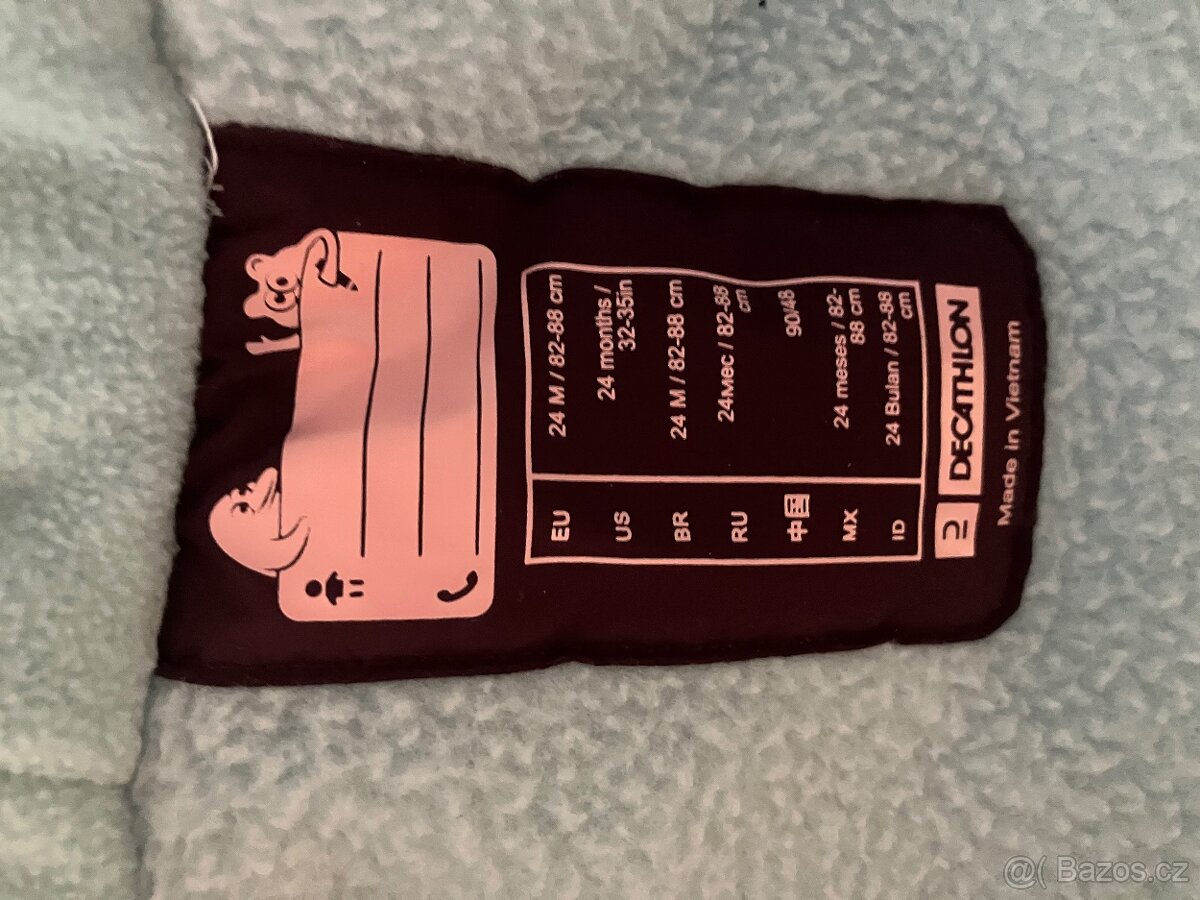 EU 24 M / 82-88 cm
US 24 months /
32-35in
BR 24 M / 82-88 cm
RU 24мес / 82-88
cm
中国 90/48
MX 24 meses / 82-
88 cm
ID 24 Bulan / 82-88
cm
DECATHLON
Made in Vietnam
@( Bazos.cz